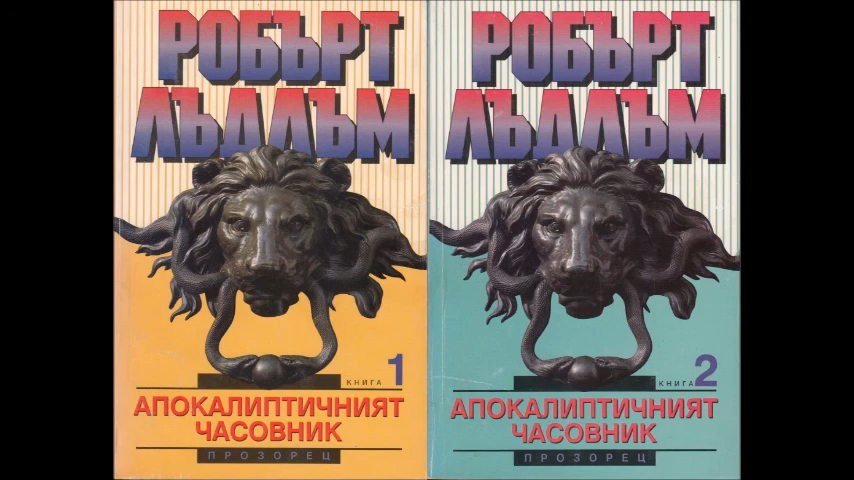 РОБЪРТ
ЛЪДЛЪМ
КНИГА 1
АПОКАЛИПТИЧНИЯТ
ЧАСОВНИК
ПРОЗОРЕЦ
РОБЪРТ
ЛЪДЛЪМ
КНИГА 2
АПОКАЛИПТИЧНИЯТ
ЧАСОВНИК
ПРОЗОРЕЦ